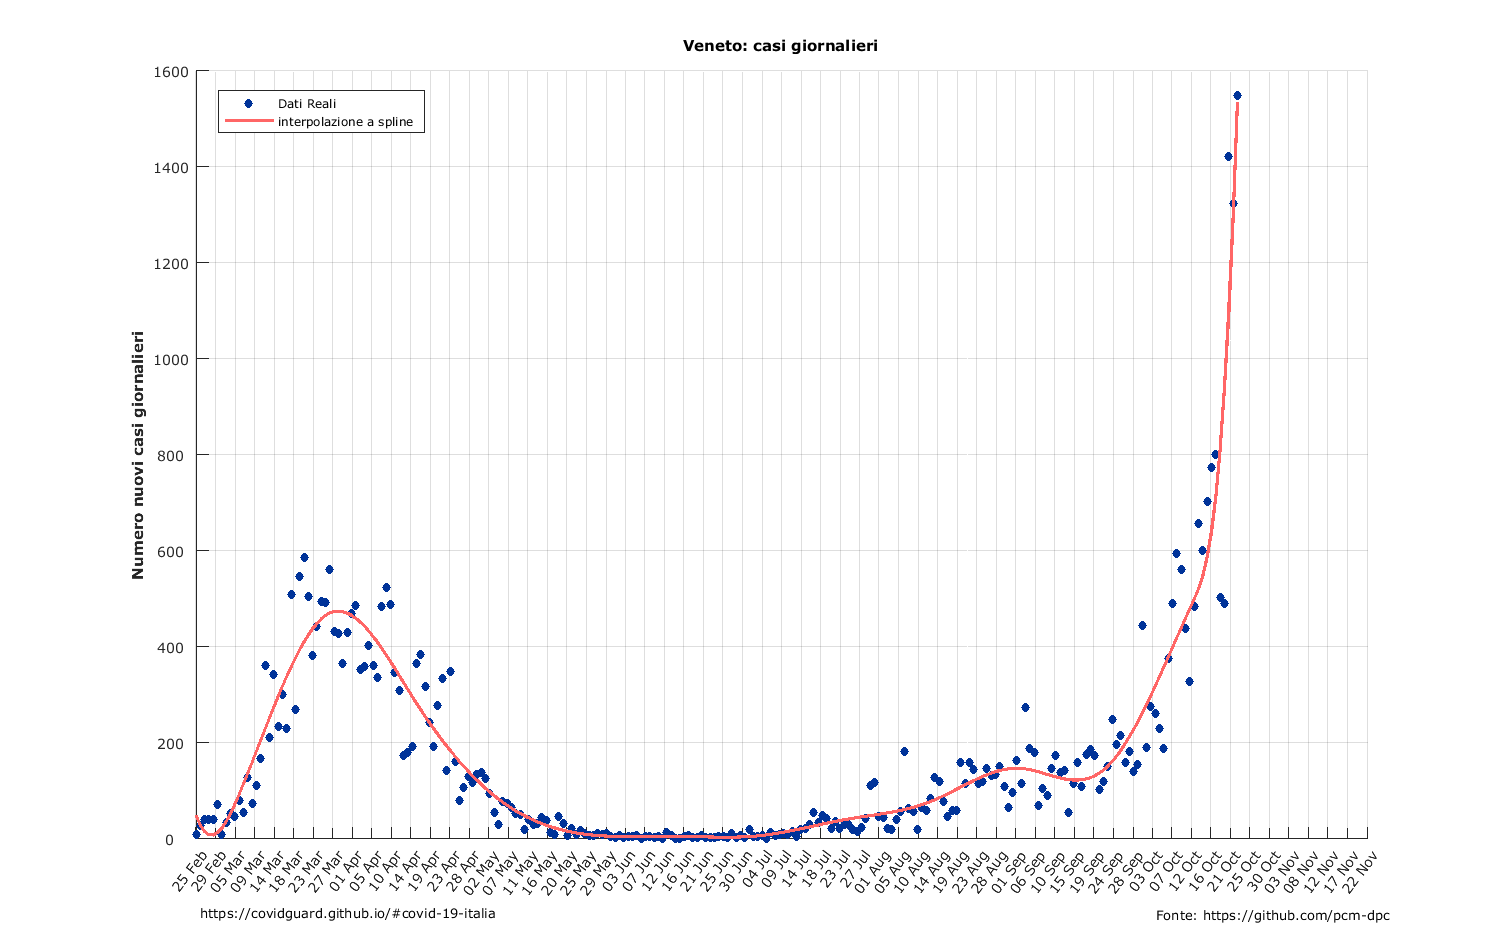 Veneto: casi giornalieri
1600
1400
1200
1000
800
600
400
200
0
Dati Reali
interpolazione a spline
Numero nuovi casi giornalieri
25 Feb
29 Feb
05 Mar
09 Mar
14 Mar
18 Mar
23 Mar
27 Mar
01 Apr
05 Apr
10 Apr
14 Apr
19 Apr
23 Apr
28 Apr
02 May
07 May
11 May
16 May
20 May
25 May
29 May
03 Jun
07 Jun
12 Jun
16 Jun
21 Jun
25 Jun
30 Jun
04 Jul
09 Jul
14 Jul
18 Jul
23 Jul
27 Jul
01 Aug
05 Aug
10 Aug
14 Aug
19 Aug
23 Aug
28 Aug
01 Sep
06 Sep
10 Sep
15 Sep
19 Sep
24 Sep
28 Sep
03 Oct
07 Oct
12 Oct
16 Oct
21 Oct
25 Oct
30 Oct
03 Nov
08 Nov
12 Nov
17 Nov
22 Nov
https://covidguard.github.io/#covid-19-italia
Fonte: https://github.com/pcm-dpc